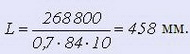 L = 268 800 / 0,7 · 84 · 10 = 458 мм.